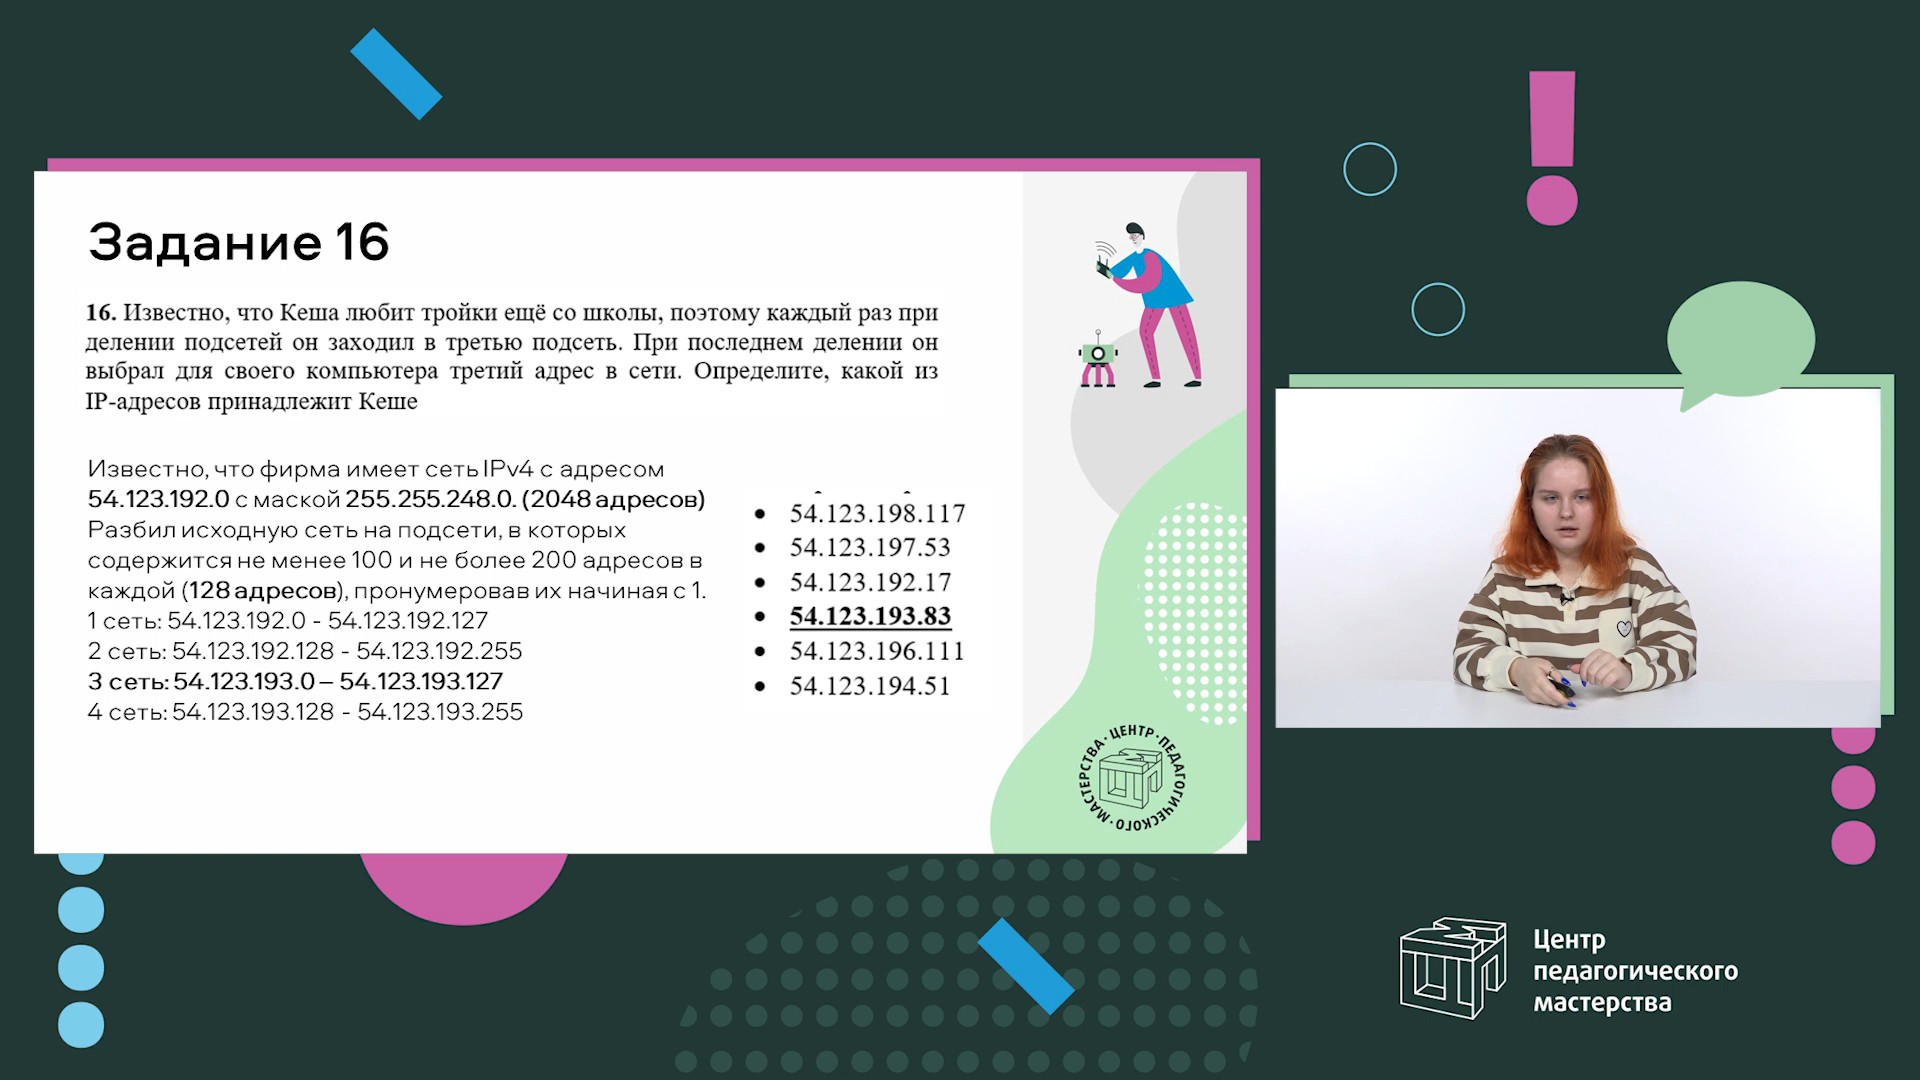 Задание 16
16. Известно, что Кеша любит тройки ещё со школы, поэтому каждый раз при
делении подсетей он заходил в третью подсеть. При последнем делении он
выбрал для своего компьютера третий адрес в сети. Определите, какой из
IP-адресов принадлежит Кеше
Известно, что фирма имеет сеть IPv4 с адресом
54.123.192.0 с маской 255.255.248.0. (2048 адресов)
Разбил исходную сеть на подсети, в которых
содержится не менее 100 и не более 200 адресов в
каждой (128 адресов), пронумеровав их начиная с 1.
1 сеть: 54.123.192.0 - 54.123.192.127
2 сеть: 54.123.192.128 - 54.123.192.255
3 сеть: 54.123.193.0 – 54.123.193.127
4 сеть: 54.123.193.128 - 54.123.193.255
• 54.123.198.117
• 54.123.197.53
• 54.123.192.17
• 54.123.193.83
• 54.123.196.111
• 54.123.194.51
ЦЕНТР · ПЕДАГОГИЧЕСКОГО · МАСТЕРСТВА ·
Центр
педагогического
мастерства